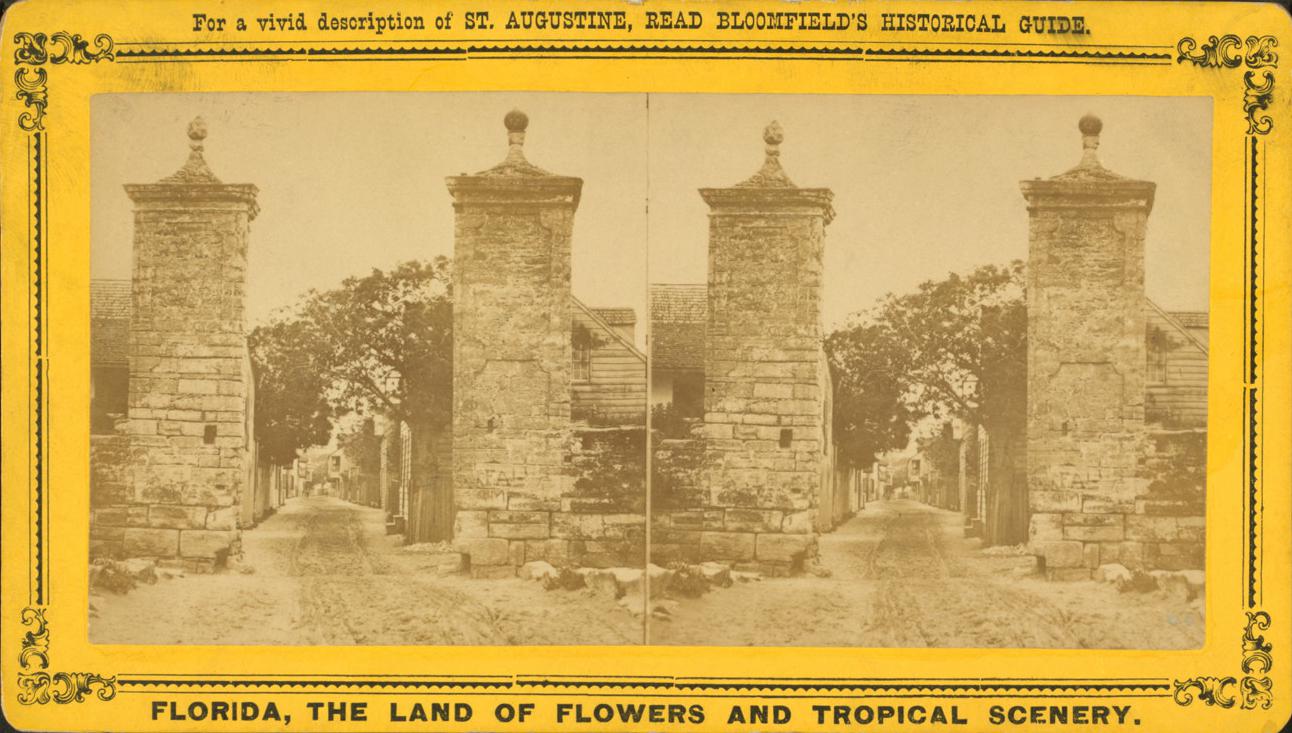 For a vivid description of ST. AUGUSTINE, READ BLOOMFIELD'S HISTORICAL GUIDE.
FLORIDA, THE LAND OF FLOWERS AND TROPICAL SCENERY.